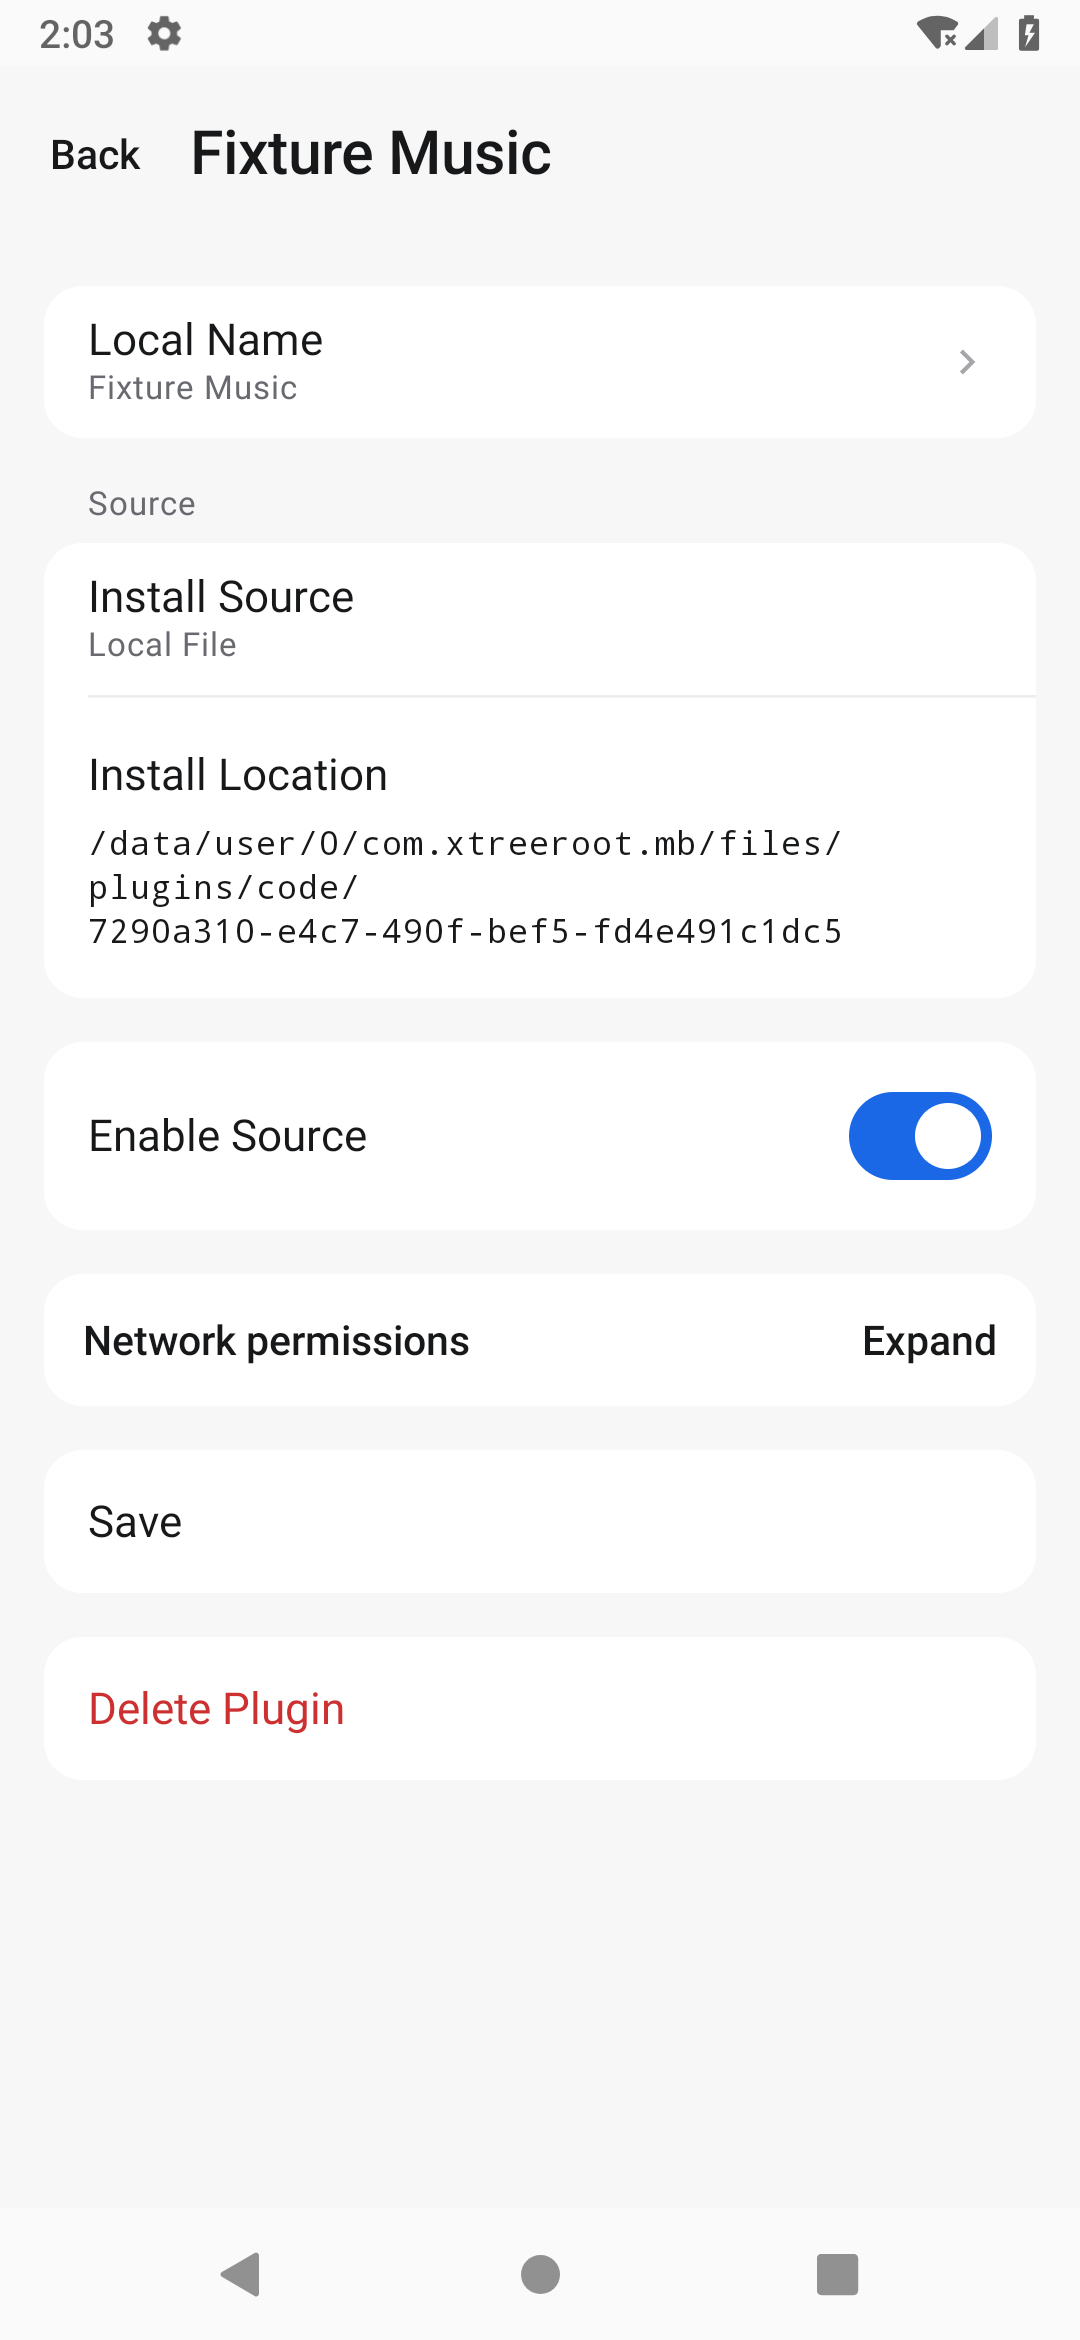 2:03
Back
Fixture Music
Local Name
Fixture Music
Source
Install Source
Local File
Install Location
/data/user/0/com.xtreeroot.mb/files/
plugins/code/
7290a310-e4c7-490f-bef5-fd4e491c1dc5
Enable Source
Network permissions
Expand
Save
Delete Plugin